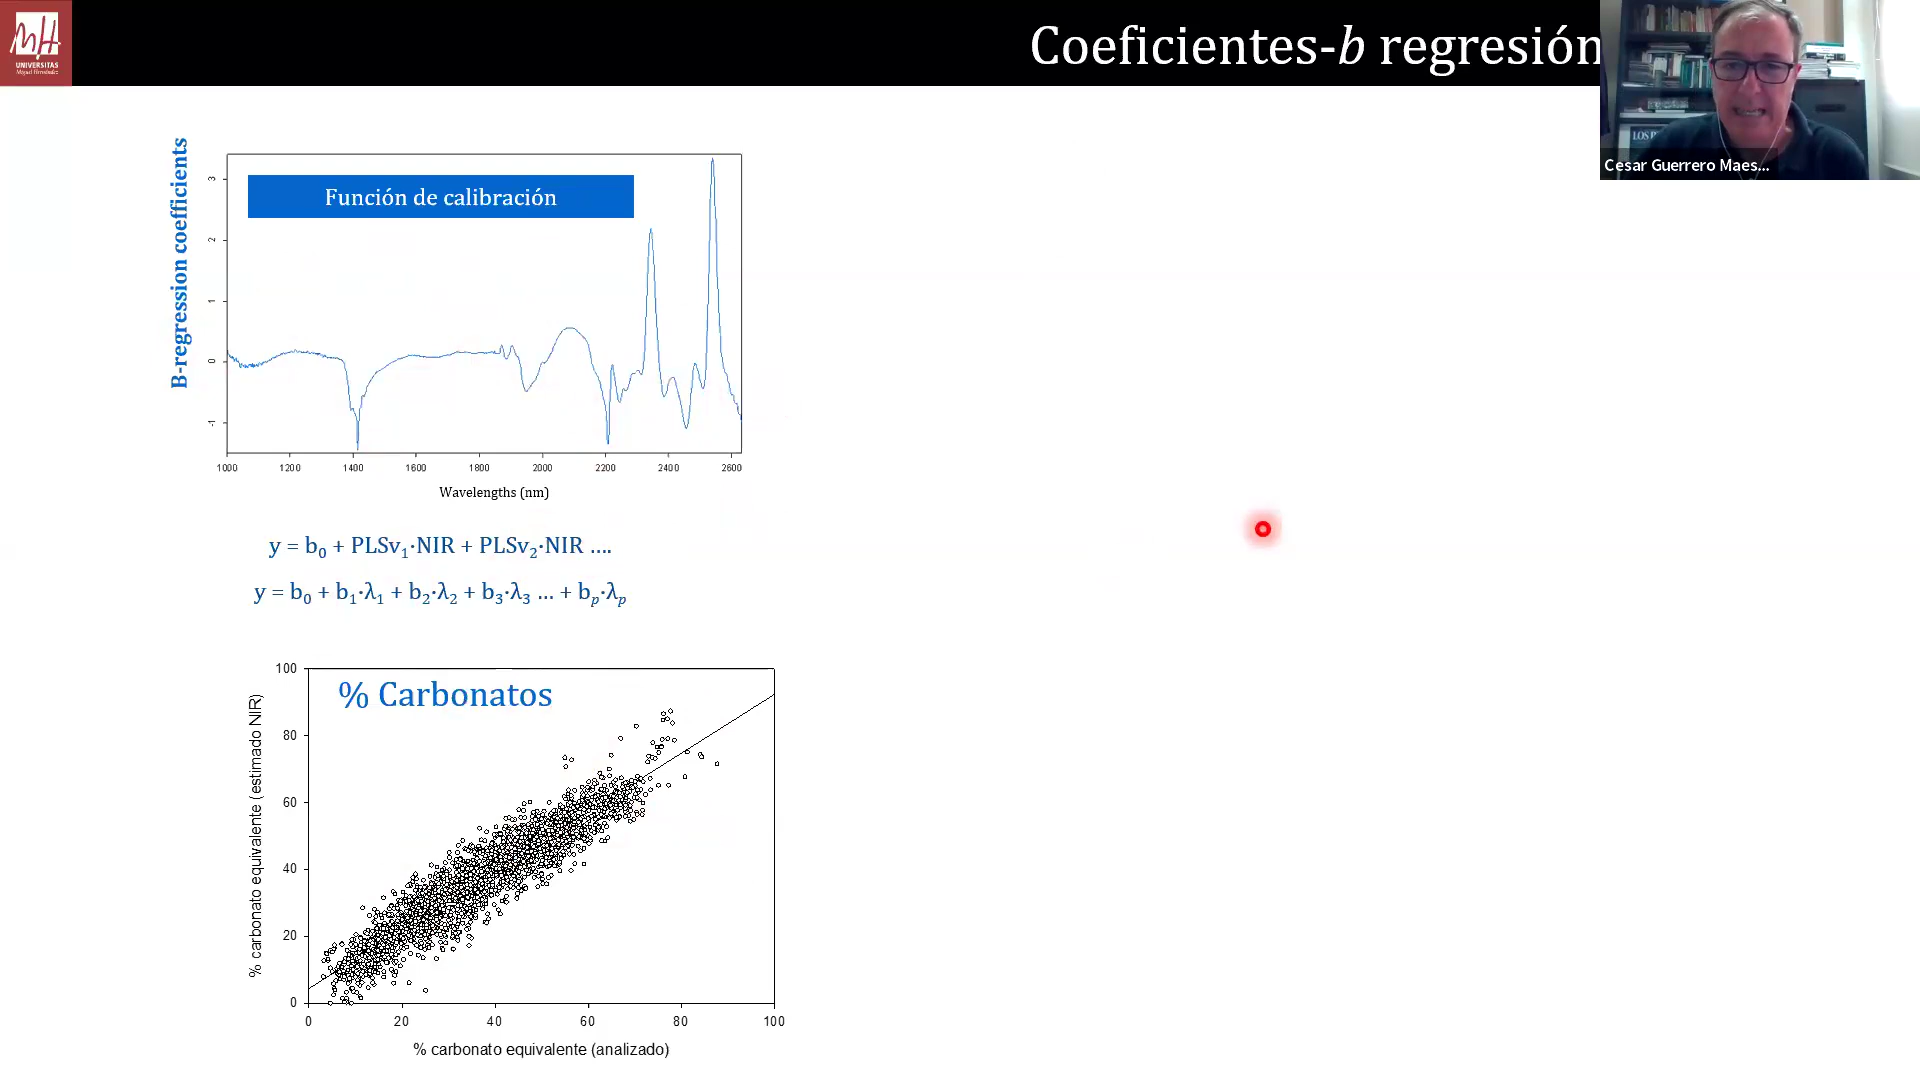 UNIVERSITAS
Miguel Hernández
Coeficientes-b regresión
LOS P
Cesar Guerrero Maes...
B-regression coefficients
Función de calibración
3
2
1
0
-1
1000 1200 1400 1600 1800 2000 2200 2400 2600
Wavelengths (nm)
y = b₀ + PLSv₁·NIR + PLSv₂·NIR ....
y = b₀ + b₁·λ₁ + b₂·λ₂ + b₃·λ₃ ... + bₚ·λₚ
% Carbonatos
% carbonato equivalente (estimado NIR)
100
80
60
40
20
0
0 20 40 60 80 100
% carbonato equivalente (analizado)